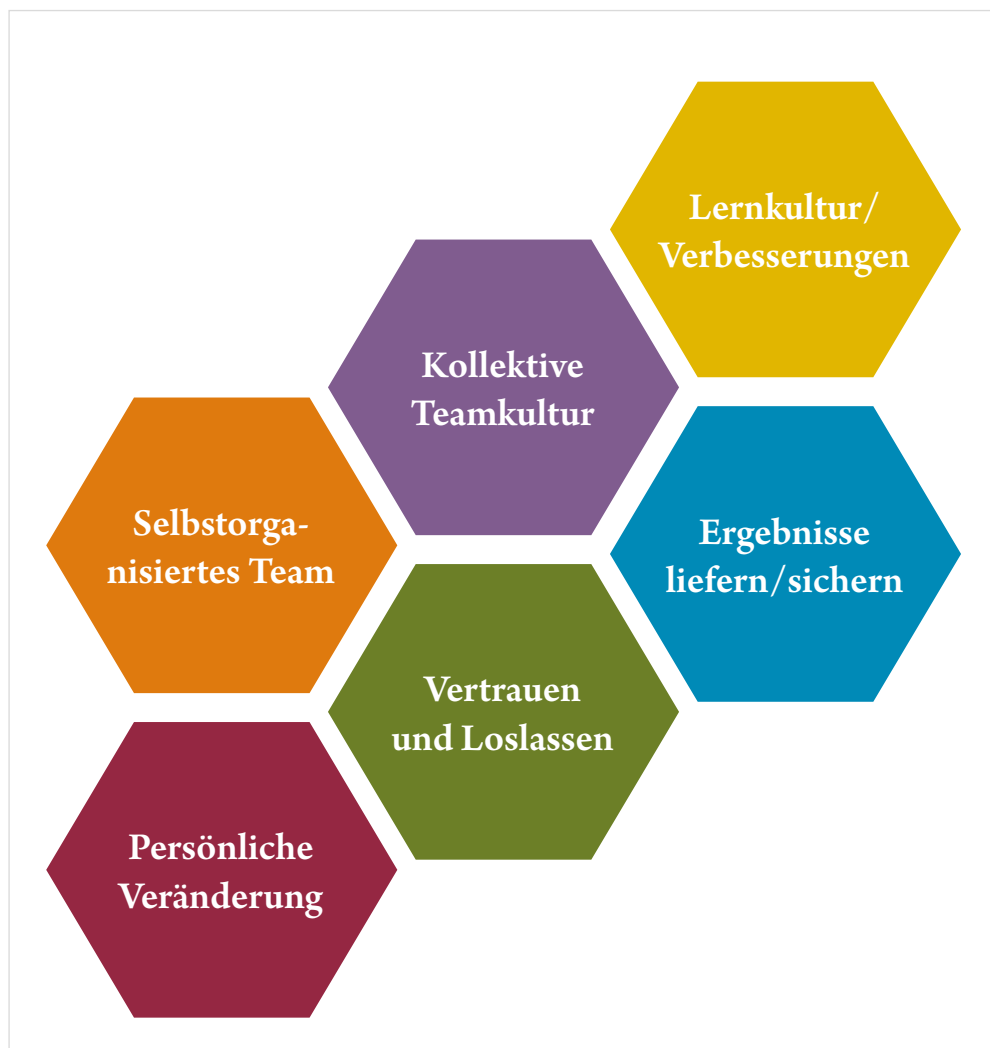 Lernkultur/
Verbesserungen
Kollektive
Teamkultur
Selbstorga-
nisiertes Team
Ergebnisse
liefern/sichern
Vertrauen
und Loslassen
Persönliche
Veränderung